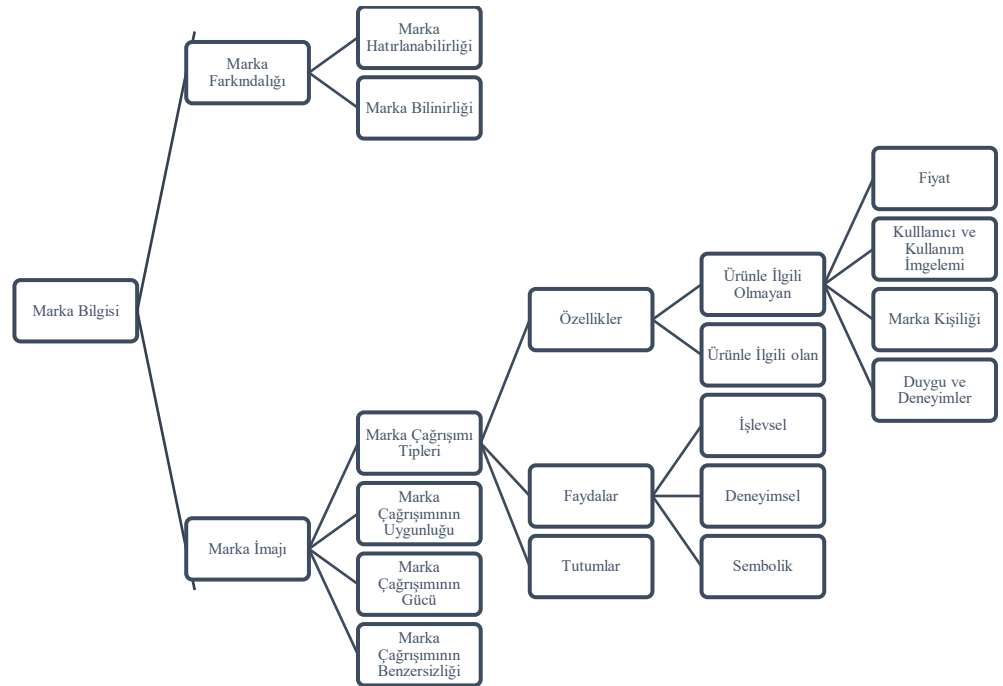 Marka
Farkındalığı
Marka
Hatırlanabilirliği
Marka Bilinirliği
Marka Bilgisi
Marka İmajı
Marka Çağrışımı
Tipleri
Marka
Çağrışımının
Uygunluğu
Marka
Çağrışımının
Gücü
Marka
Çağrışımının
Benzersizliği
Özellikler
Faydalar
Tutumlar
Ürünle İlgili
Olmayan
Ürünle İlgili olan
İşlevsel
Deneyimsel
Sembolik
Fiyat
Kulllanıcı ve
Kullanım
İmgelemi
Marka Kişiliği
Duygu ve
Deneyimler